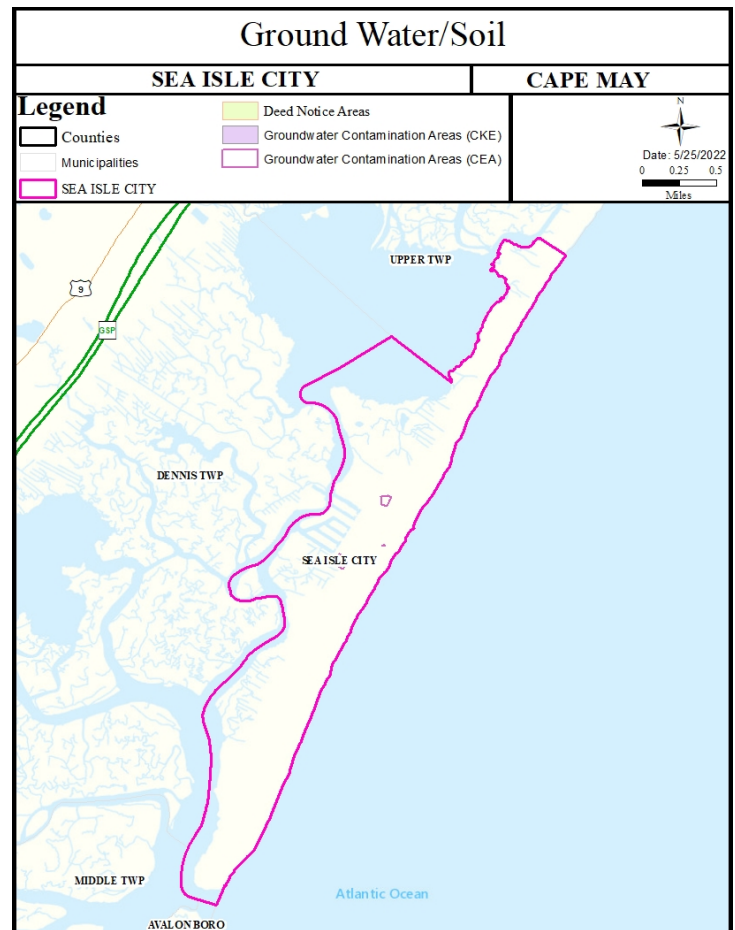 Ground Water/Soil
SEA ISLE CITY
CAPE MAY
Legend
Counties
Municipalities
SEA ISLE CITY
Deed Notice Areas
Groundwater Contamination Areas (CKE)
Groundwater Contamination Areas (CEA)
N
Date: 5/25/2022
0 0.25 0.5
Miles
UPPER TWP
9
GSP
DENNIS TWP
SEA ISLE CITY
MIDDLE TWP
Atlantic Ocean
AVALON BORO